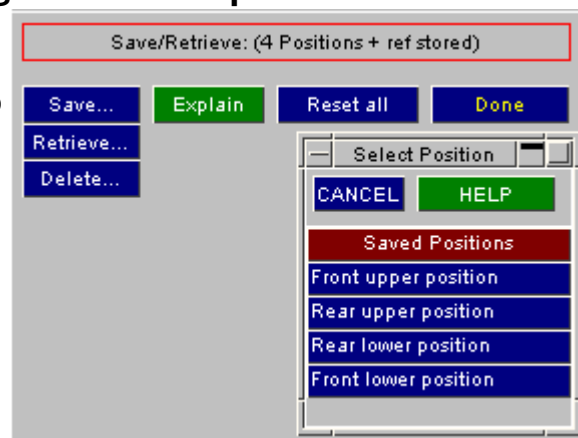 Save/Retrieve: (4 Positions + ref stored)
Save... Explain Reset all Done
Retrieve...
Delete...
Select Position
CANCEL HELP
Saved Positions
Front upper position
Rear upper position
Rear lower position
Front lower position